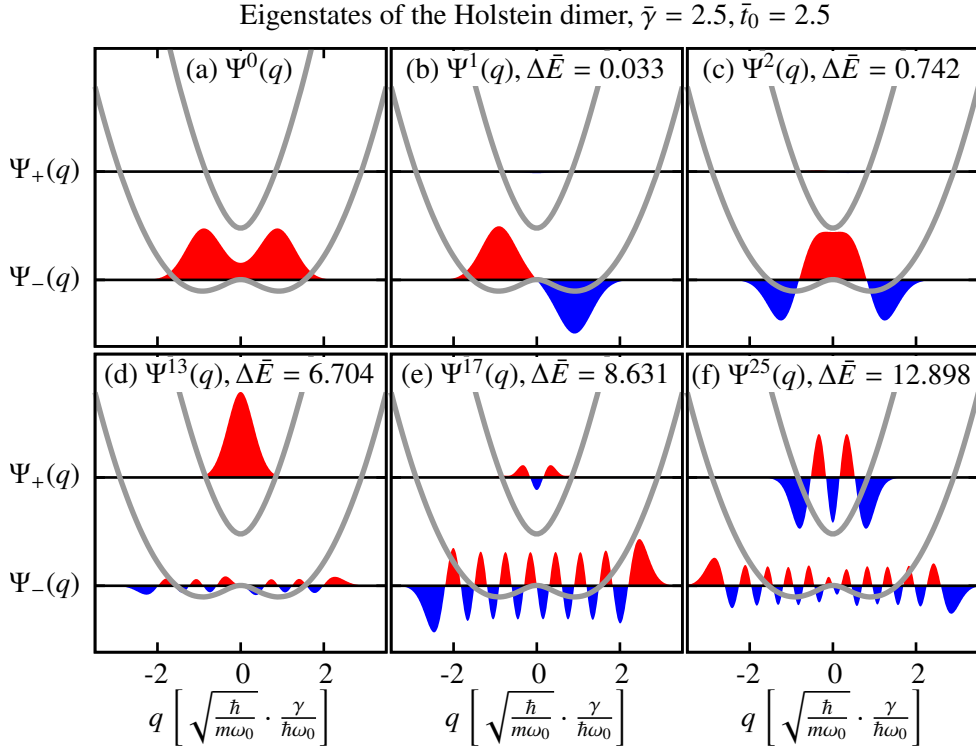 Eigenstates of the Holstein dimer, γ̄ = 2.5, t̄₀ = 2.5
(a) Ψ⁰(q)
(b) Ψ¹(q), ΔĒ = 0.033
(c) Ψ²(q), ΔĒ = 0.742
Ψ₊(q)
Ψ₋(q)
(d) Ψ¹³(q), ΔĒ = 6.704
(e) Ψ¹⁷(q), ΔĒ = 8.631
(f) Ψ²⁵(q), ΔĒ = 12.898
Ψ₊(q)
Ψ₋(q)
-2 0 2 -2 0 2 -2 0 2
q [√(ħ/mω₀) · γ/ħω₀] q [√(ħ/mω₀) · γ/ħω₀] q [√(ħ/mω₀) · γ/ħω₀]